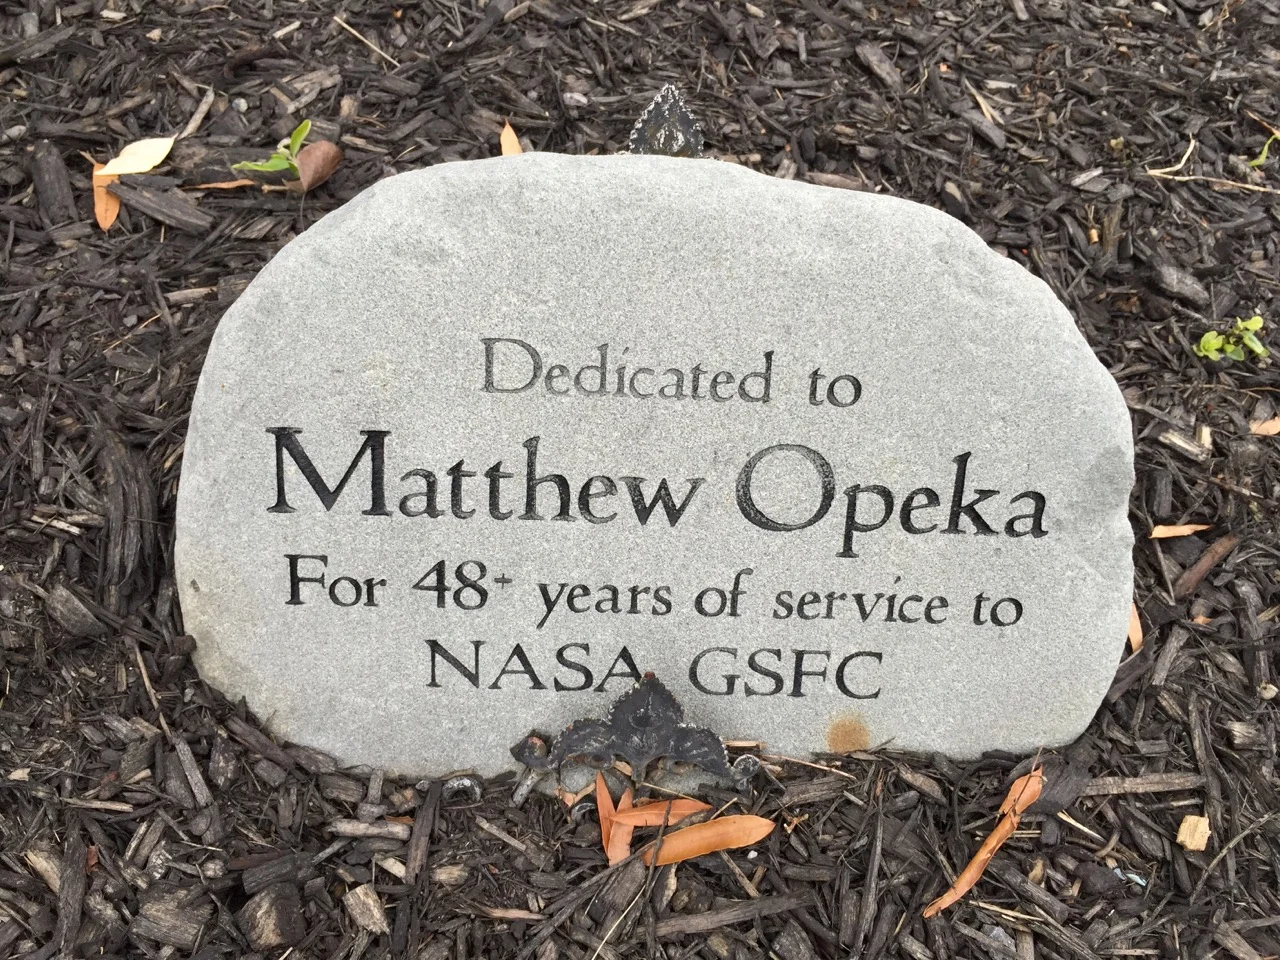 Dedicated to
Matthew Opeka
For 48+ years of service to
NASA GSFC